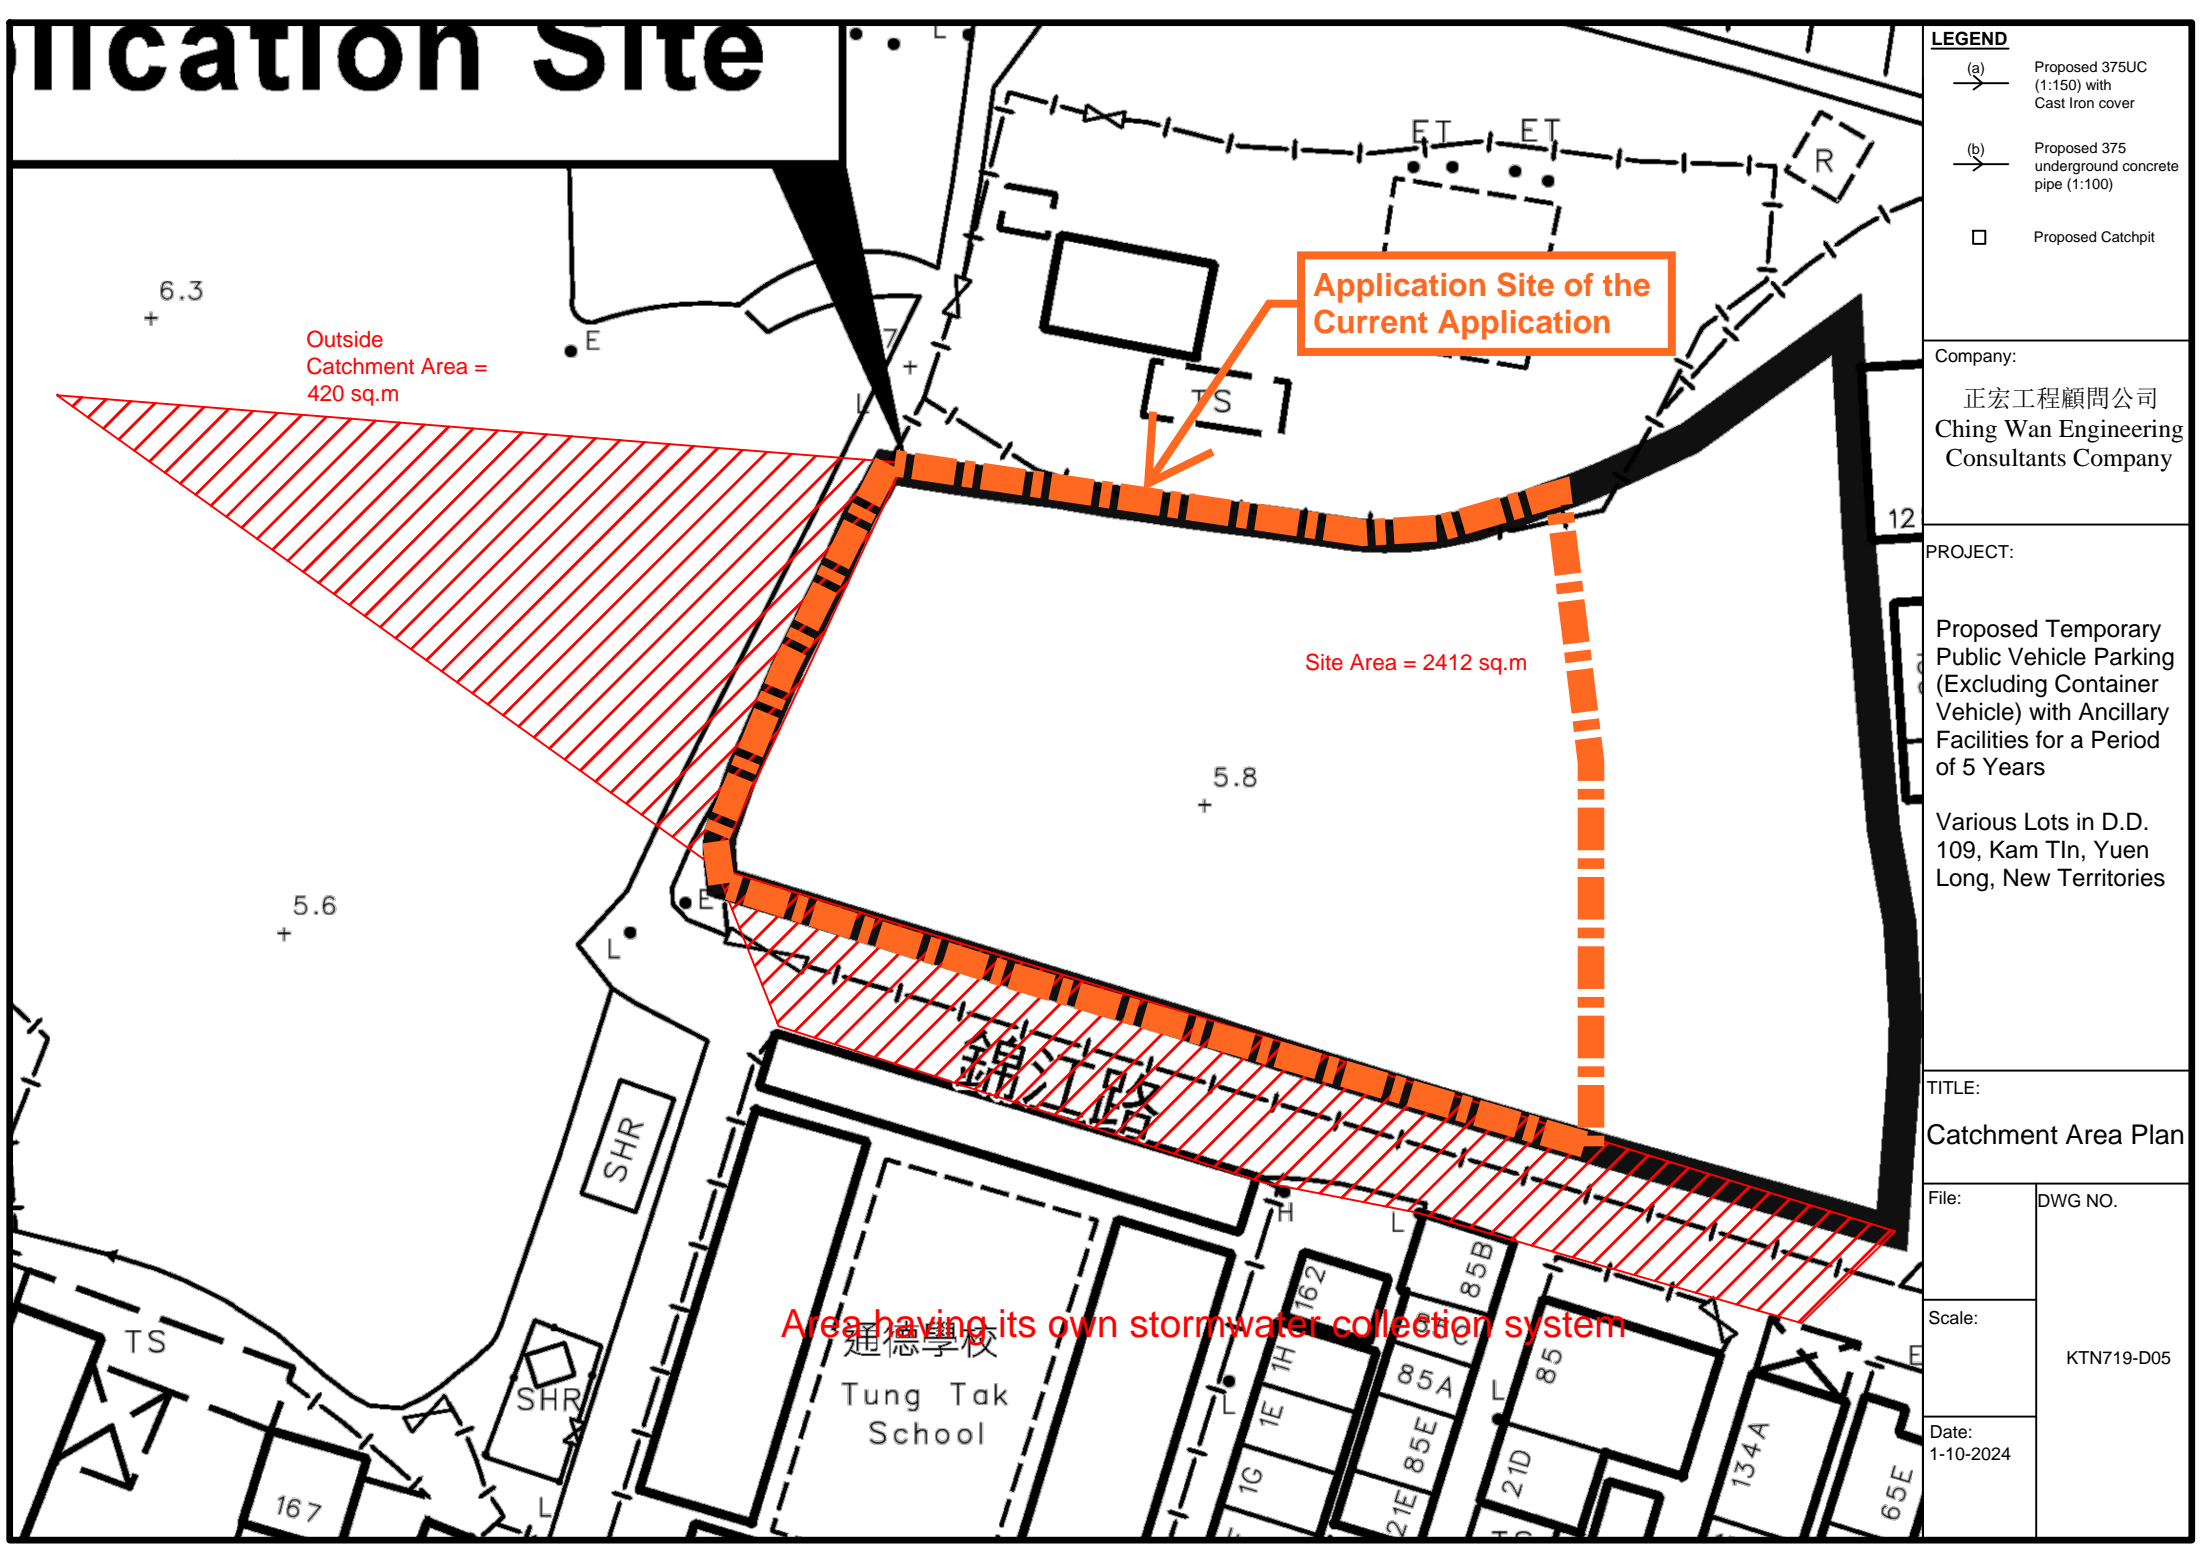 lication Site
L
ET
ET
R
6.3
Outside
Catchment Area =
420 sq.m
E
7
L
Application Site of the
Current Application
TS
12
Site Area = 2412 sq.m
5.8
5.6
E
L
錦江路
SHR
H
L
162
85B
85C
Area having its own stormwater collection system
通德學校
Tung Tak
School
1H
85A
85
1E
L
L
85E
1G
21D
21E
134A
65E
E
TS
SHR
L
167
TS
LEGEND
(a)
Proposed 375UC
(1:150) with
Cast Iron cover
(b)
Proposed 375
underground concrete
pipe (1:100)
Proposed Catchpit
Company:
正宏工程顧問公司
Ching Wan Engineering
Consultants Company
PROJECT:
Proposed Temporary
Public Vehicle Parking
(Excluding Container
Vehicle) with Ancillary
Facilities for a Period
of 5 Years
Various Lots in D.D.
109, Kam TIn, Yuen
Long, New Territories
TITLE:
Catchment Area Plan
File:
DWG NO.
Scale:
KTN719-D05
Date:
1-10-2024